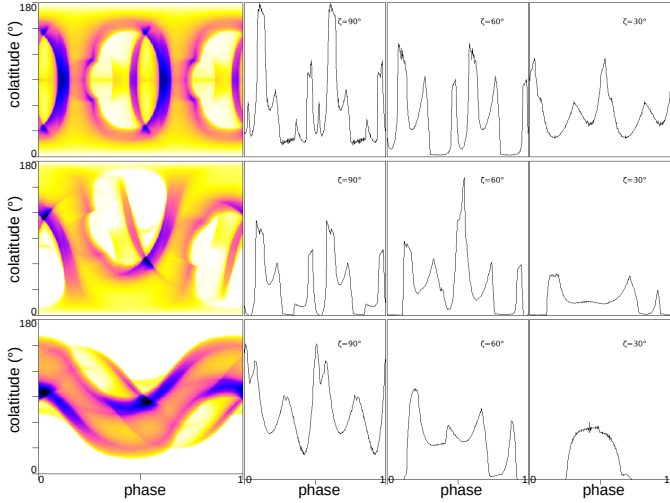 180
colatitude (°)
0
ζ=90°
ζ=60°
ζ=30°
180
colatitude (°)
0
ζ=90°
ζ=60°
ζ=30°
180
colatitude (°)
0
ζ=90°
ζ=60°
ζ=30°
0
phase
1 0
phase
1 0
phase
1